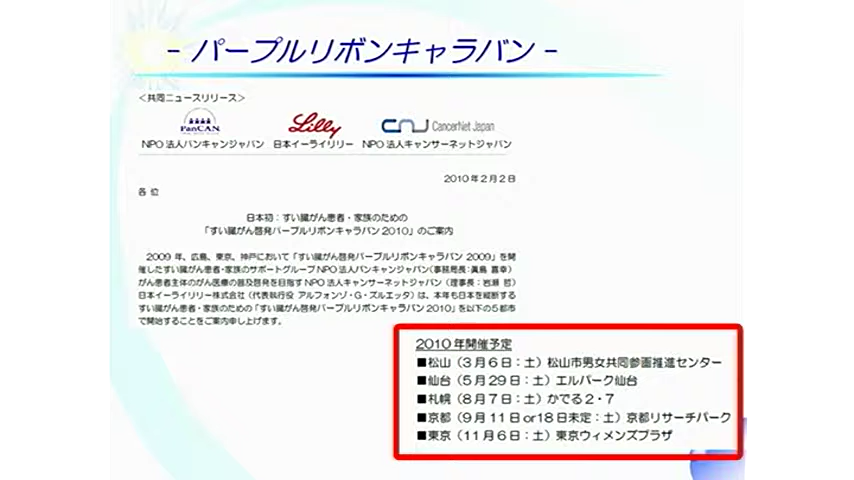 - パープルリボンキャラバン -
＜共同ニュースリリース＞
PanCAN Lilly CNJ CancerNet Japan
NPO 法人パンキャンジャパン 日本イーライリリー NPO 法人キャンサーネットジャパン
2010年2月2日
各 位
日本初：すい臓がん患者・家族のための
「すい臓がん啓発パープルリボンキャラバン 2010」のご案内
2009 年、広島、東京、神戸において「すい臓がん啓発パープルリボンキャラバン 2009」を開
催したすい臓がん患者・家族のサポートグループ NPO 法人パンキャンジャパン（事務局長：眞島 喜幸）
がん患者主体のがん医療の普及啓発を目指す NPO 法人キャンサーネットジャパン（理事長：岩瀬 哲）
日本イーライリリー株式会社（代表執行役 アルフォンゾ・G・ズルエッタ）は、本年も日本を縦断する
すい臓がん患者・家族のための「すい臓がん啓発パープルリボンキャラバン 2010」を以下の5都市
で開始することをご案内申し上げます。
2010 年開催予定
■松山（3月6日：土）松山市男女共同参画推進センター
■仙台（5月29日：土）エルパーク仙台
■札幌（8月7日：土）かでる2・7
■京都（9月11日or18日未定：土）京都リサーチパーク
■東京（11月6日：土）東京ウィメンズプラザ